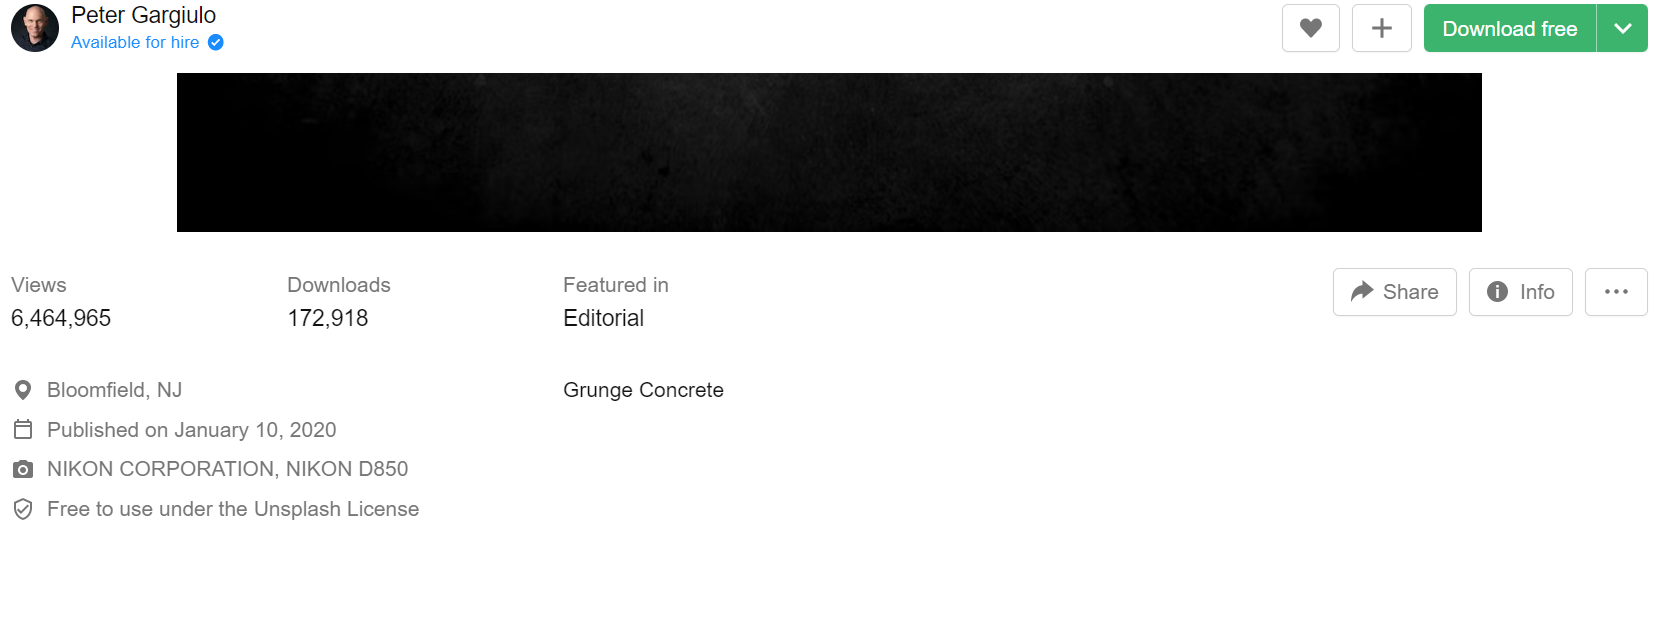 Peter Gargiulo
Available for hire
Download free
Views
6,464,965
Downloads
172,918
Featured in
Editorial
Share
Info
Bloomfield, NJ
Published on January 10, 2020
NIKON CORPORATION, NIKON D850
Free to use under the Unsplash License
Grunge Concrete